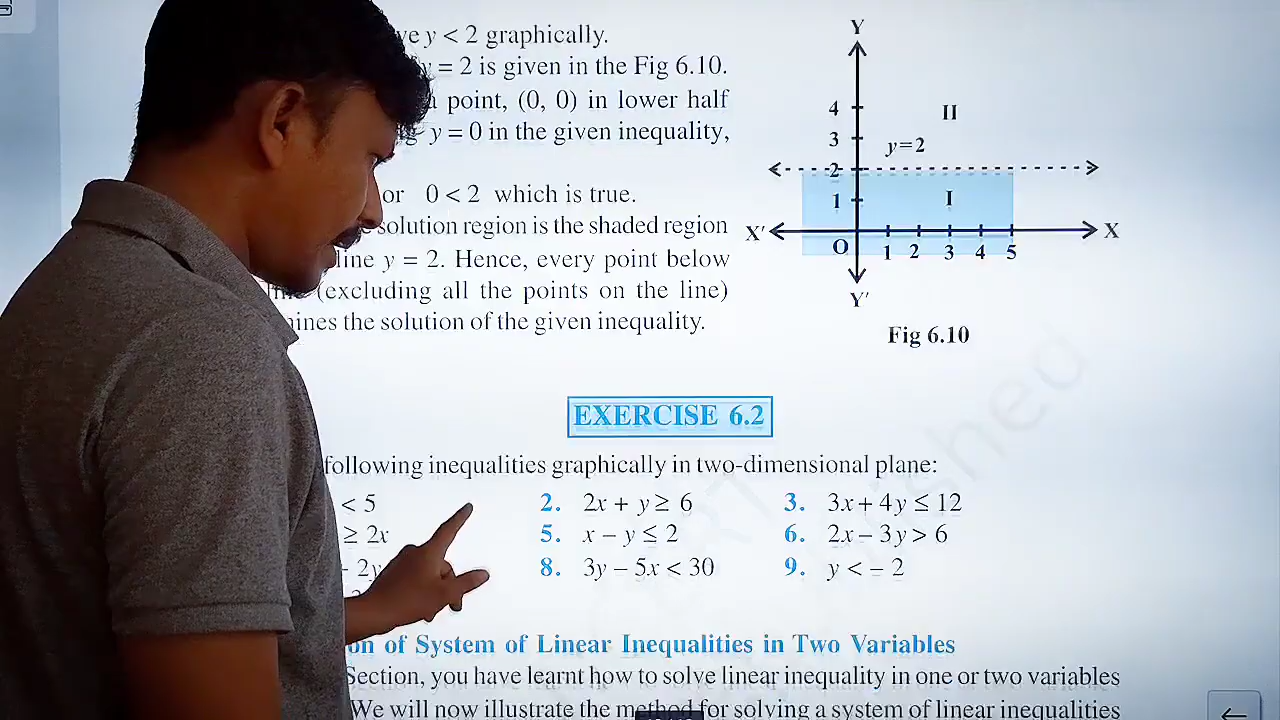 y < 2 graphically.
y = 2 is given in the Fig 6.10.
point, (0, 0) in lower half
y = 0 in the given inequality,
or 0 < 2 which is true.
solution region is the shaded region
line y = 2. Hence, every point below
(excluding all the points on the line)
the solution of the given inequality.
Y
4
II
3
y=2
2
1
I
X′
X
O
1 2 3 4 5
Y′
Fig 6.10
EXERCISE 6.2
following inequalities graphically in two-dimensional plane:
< 5
2. 2x + y ≥ 6
3. 3x + 4y ≤ 12
≥ 2x
5. x – y ≤ 2
6. 2x – 3y > 6
- 2y
8. 3y – 5x < 30
9. y < – 2
of System of Linear Inequalities in Two Variables
Section, you have learnt how to solve linear inequality in one or two variables
We will now illustrate the method for solving a system of linear inequalities